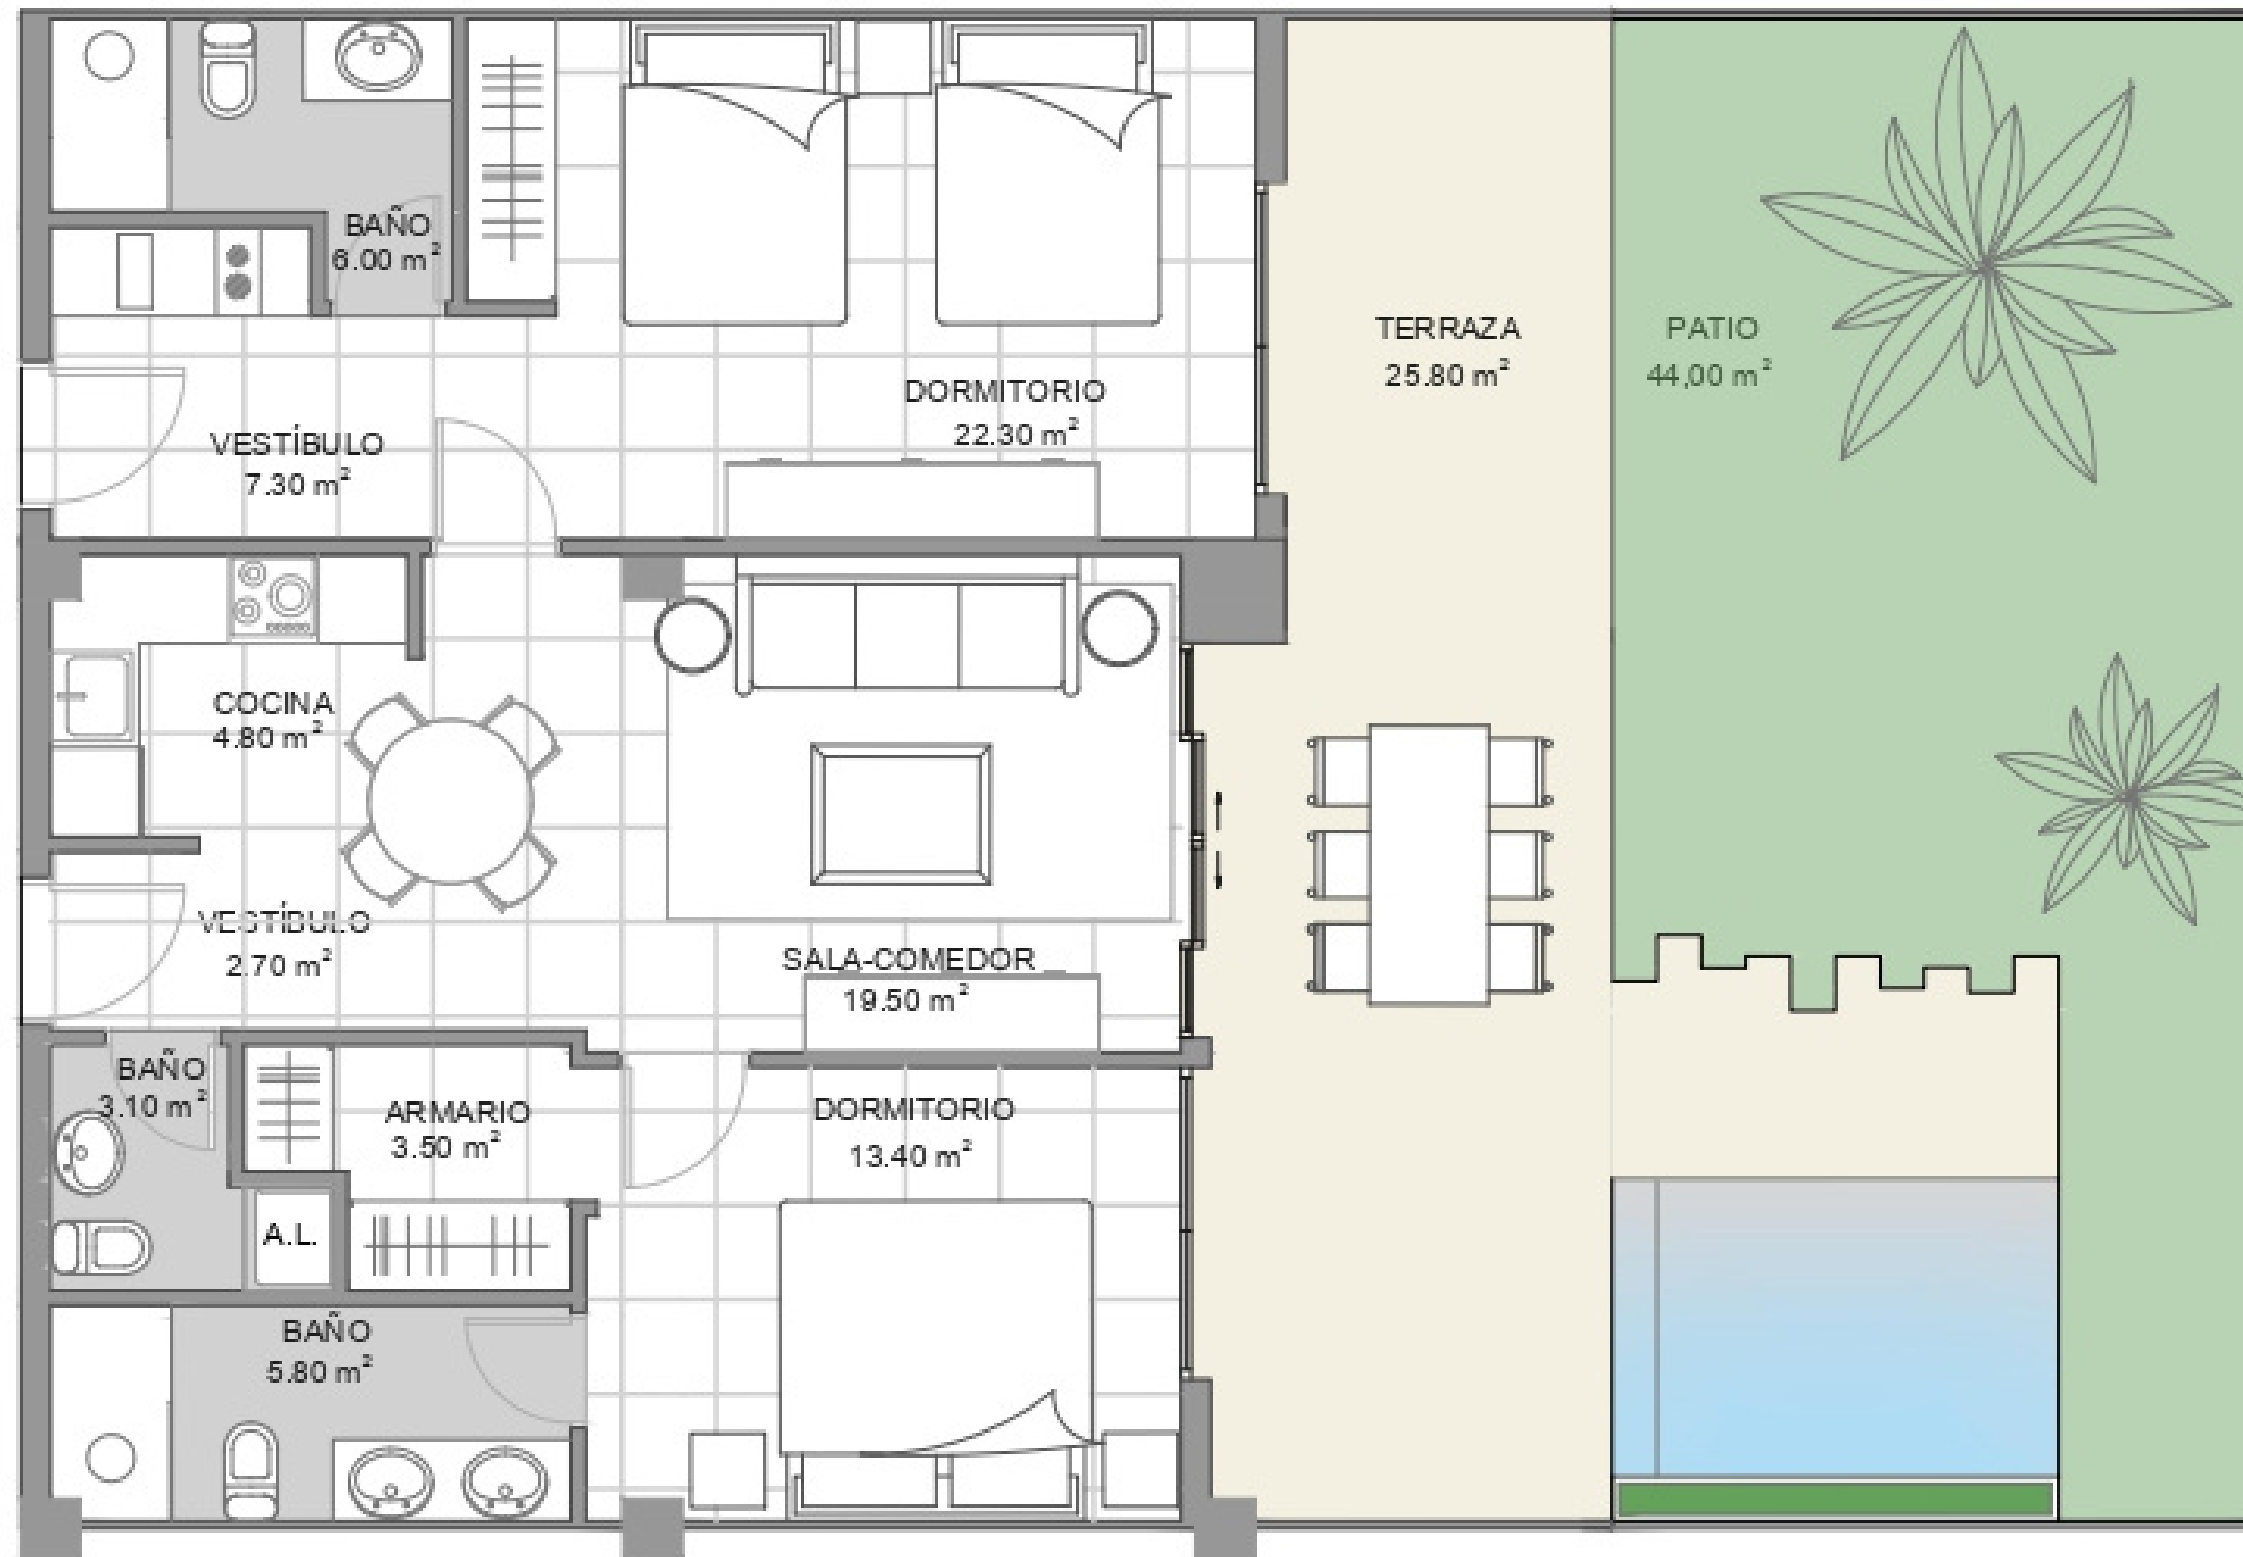 BAÑO
6.00 m²
TERRAZA
25.80 m²
PATIO
44,00 m²
DORMITORIO
22.30 m²
VESTÍBULO
7.30 m²
COCINA
4.80 m²
VESTÍBULO
2.70 m²
SALA-COMEDOR
19.50 m²
BAÑO
3.10 m²
ARMARIO
3.50 m²
DORMITORIO
13.40 m²
A.L.
BAÑO
5.80 m²